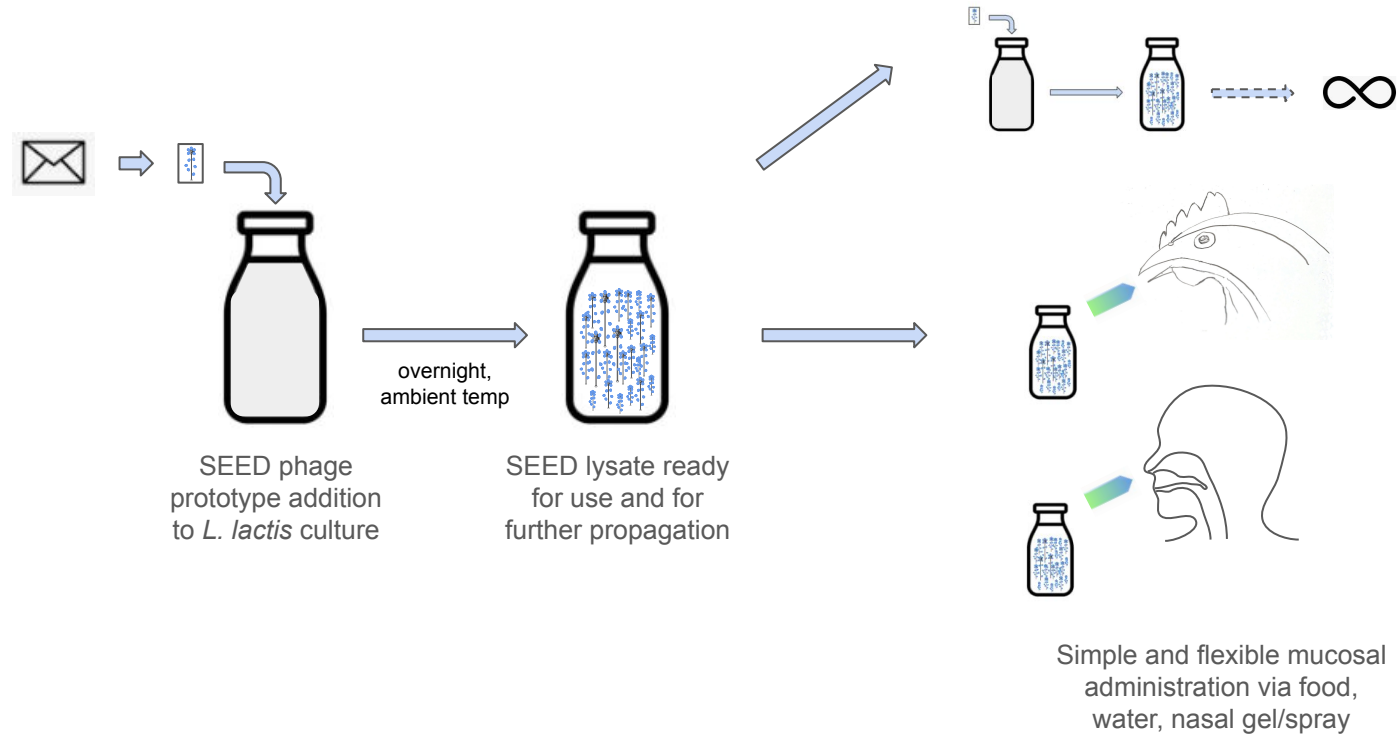 overnight,
ambient temp
SEED phage
prototype addition
to L. lactis culture
SEED lysate ready
for use and for
further propagation
Simple and flexible mucosal
administration via food,
water, nasal gel/spray